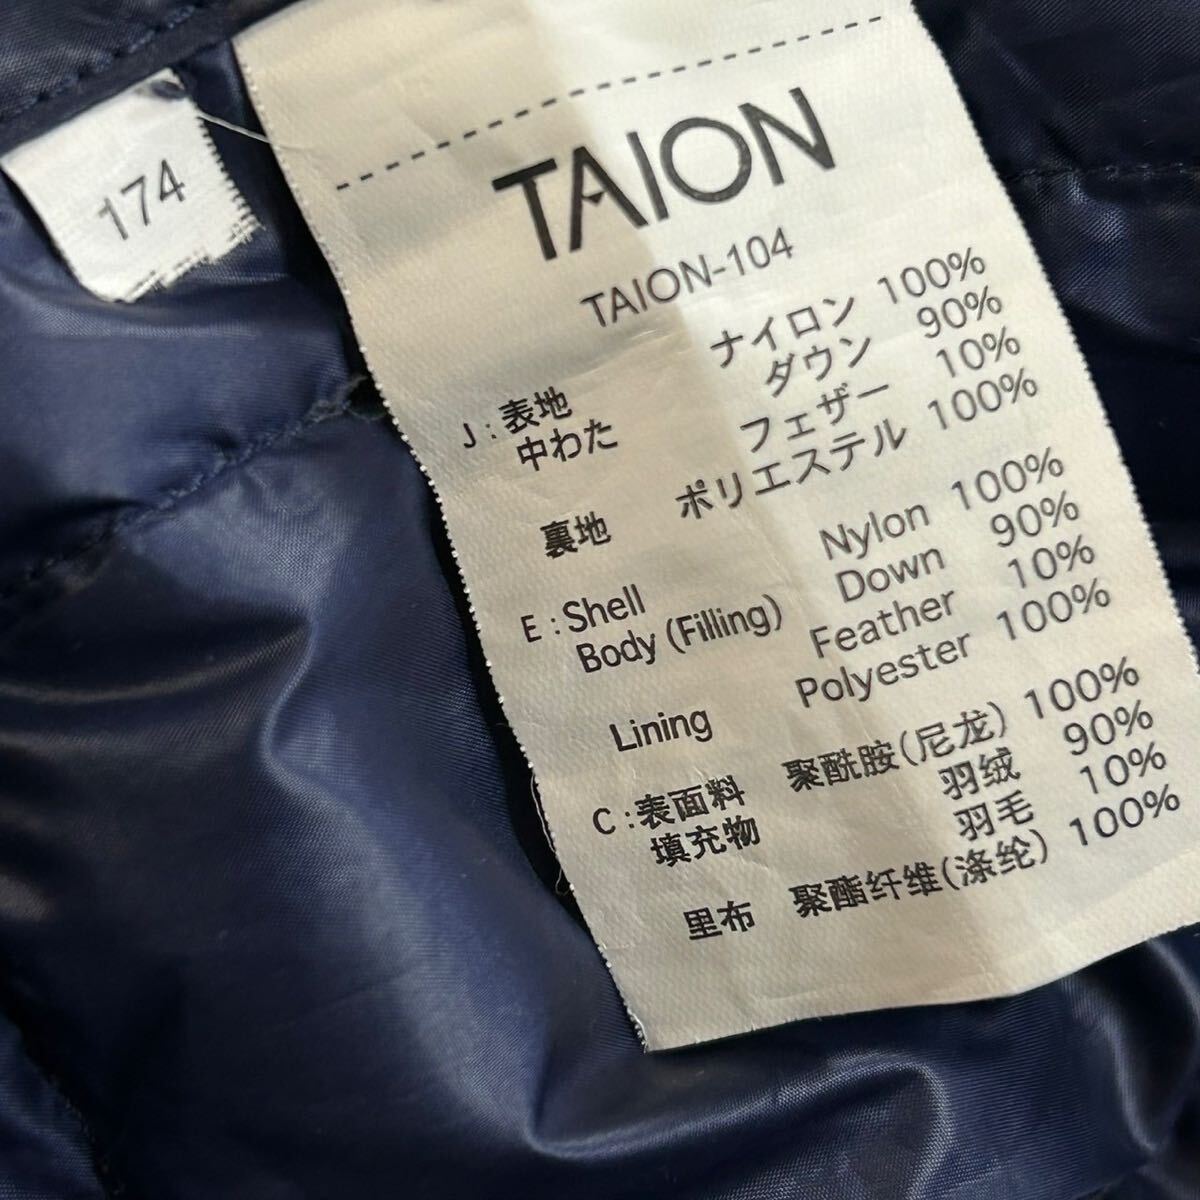 174
TAION
TAION-104
J : 表地 ナイロン 100%
中わた ダウン 90%
フェザー 10%
裏地 ポリエステル 100%
E : Shell Nylon 100%
Body (Filling) Down 90%
Feather 10%
Lining Polyester 100%
C : 表面料 聚酰胺(尼龙) 100%
填充物 羽绒 90%
羽毛 10%
里布 聚酯纤维(涤纶) 100%